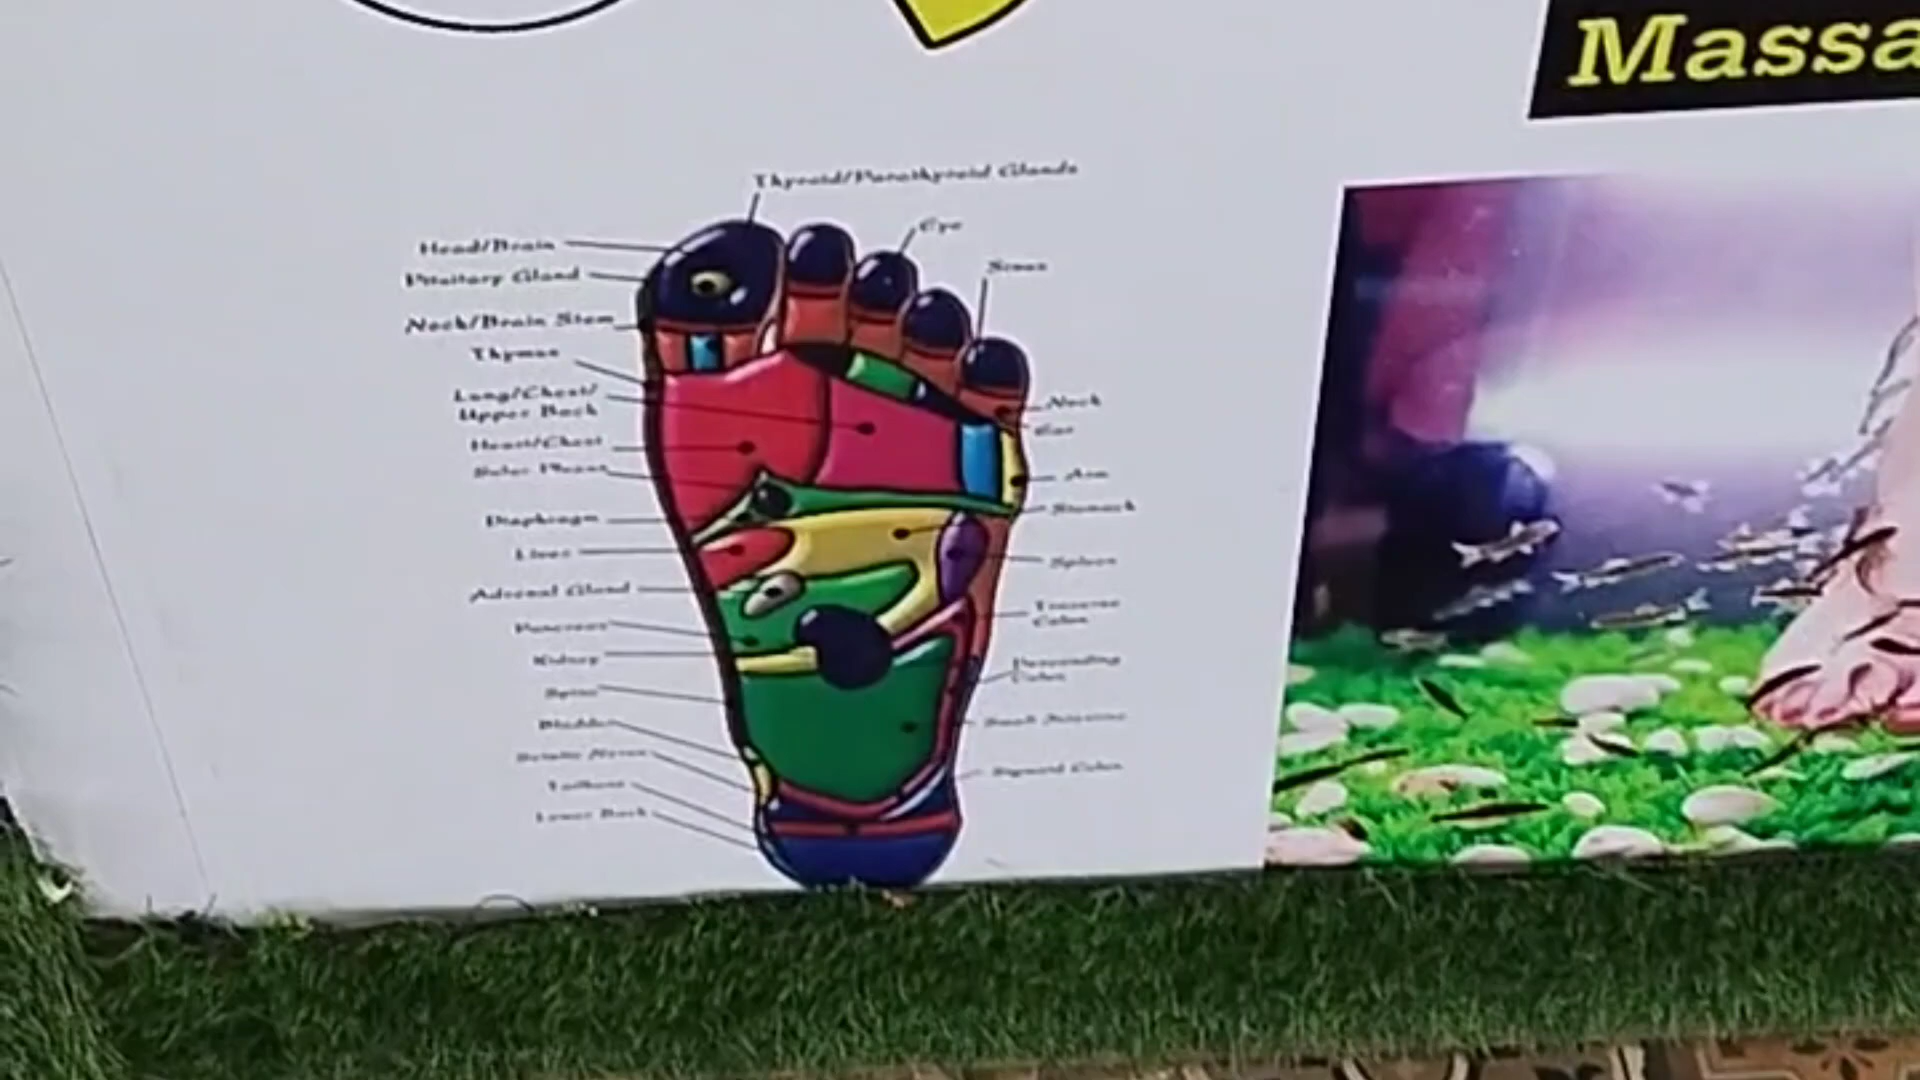 Massa
Thyroid/Parathyroid Glands
Head/Brain
Eye
Pituitary Gland
Sinus
Neck/Brain Stem
Thymus
Lung/Chest/
Upper Back
Neck
Ear
Heart/Chest
Solar Plexus
Arm
Diaphragm
Stomach
Liver
Spleen
Adrenal Gland
Pancreas
Kidney
Colon
Descending
Colon
Spine
Bladder
Small Intestine
Sciatic Nerve
Sigmoid Colon
Tailbone
Lower Back